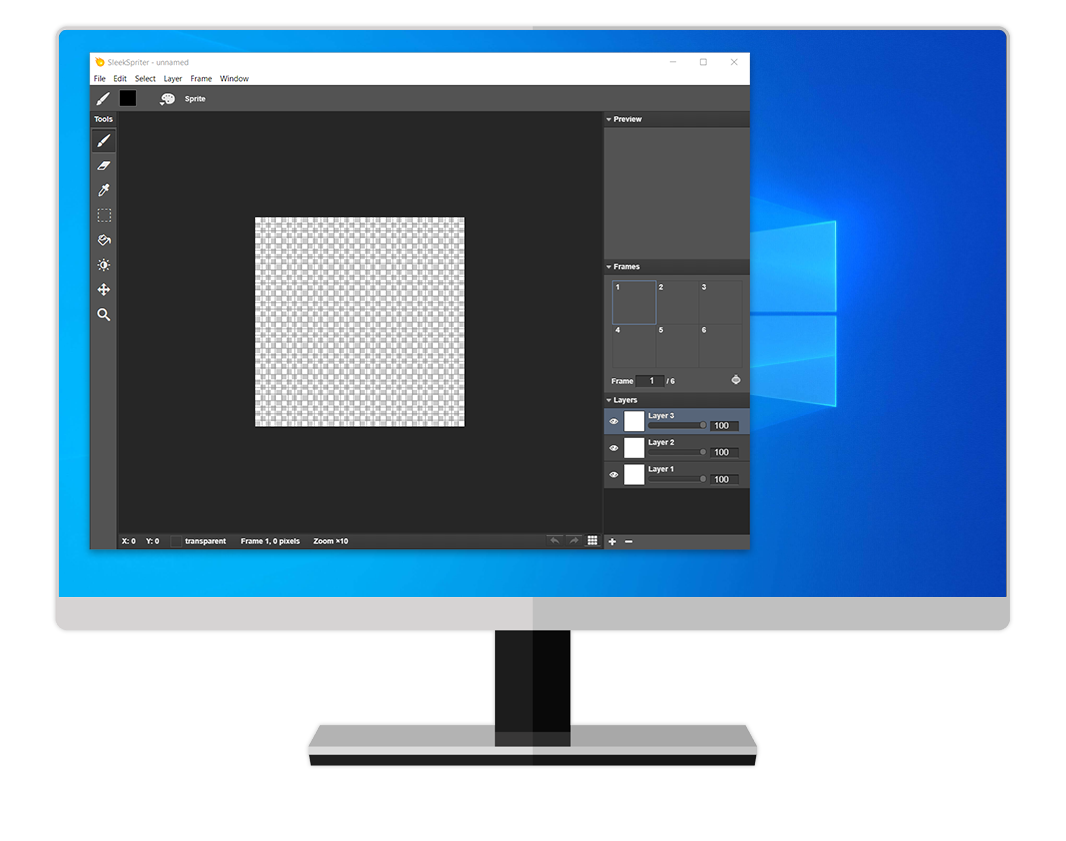 SleekSpriter - unnamed
File Edit Select Layer Frame Window
Sprite
Tools
Preview
Frames
1 2 3
4 5 6
Frame 1 / 6
Layers
Layer 3
100
Layer 2
100
Layer 1
100
X: 0 Y: 0 transparent Frame 1, 0 pixels Zoom ×10